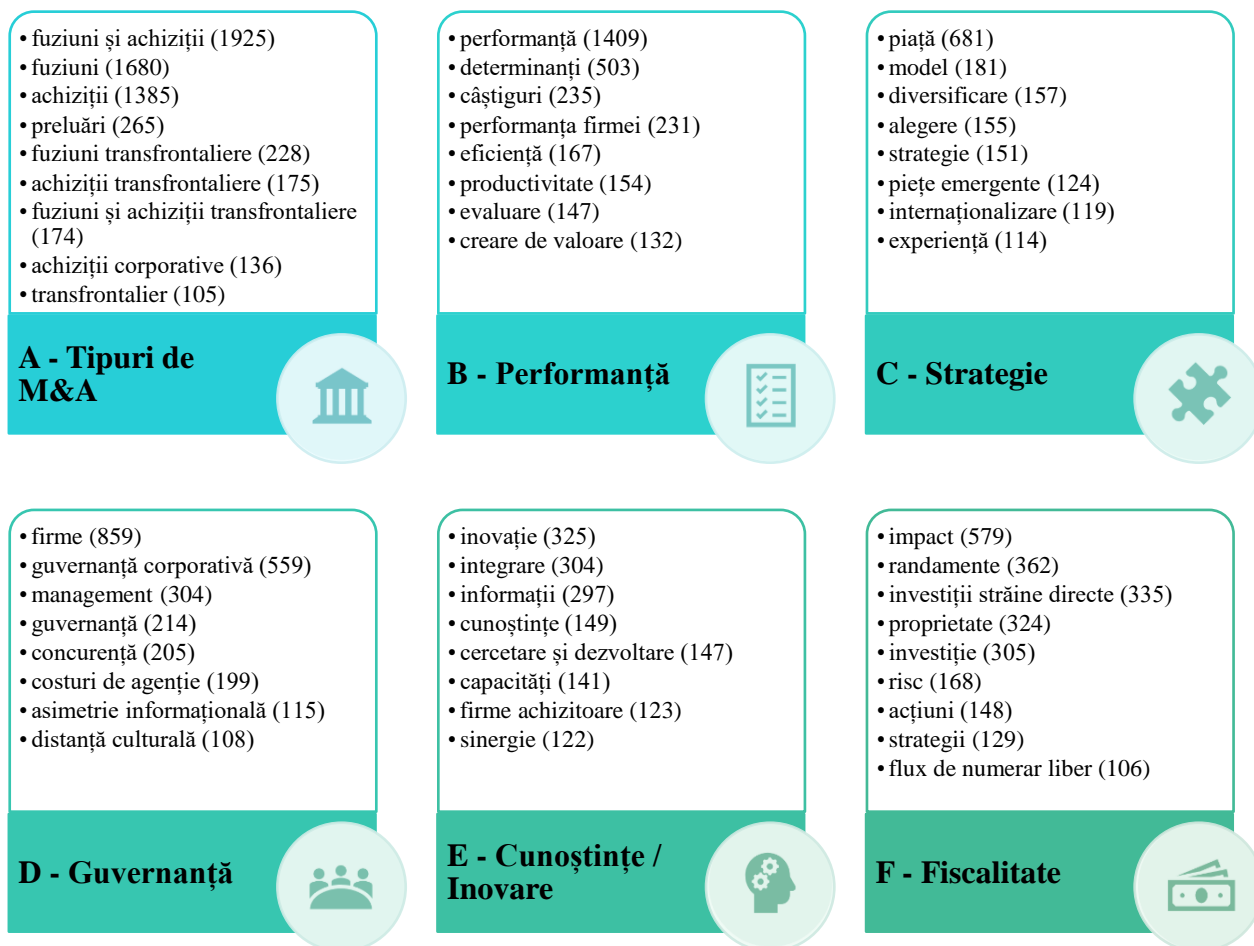 • fuziuni și achiziții (1925)
• fuziuni (1680)
• achiziții (1385)
• preluări (265)
• fuziuni transfrontaliere (228)
• achiziții transfrontaliere (175)
• fuziuni și achiziții transfrontaliere
(174)
• achiziții corporative (136)
• transfrontalier (105)
A - Tipuri de
M&A
• performanță (1409)
• determinanți (503)
• câștiguri (235)
• performanța firmei (231)
• eficiență (167)
• productivitate (154)
• evaluare (147)
• creare de valoare (132)
B - Performanță
• piață (681)
• model (181)
• diversificare (157)
• alegere (155)
• strategie (151)
• piețe emergente (124)
• internaționalizare (119)
• experiență (114)
C - Strategie
• firme (859)
• guvernanță corporativă (559)
• management (304)
• guvernanță (214)
• concurență (205)
• costuri de agenție (199)
• asimetrie informațională (115)
• distanță culturală (108)
D - Guvernanță
• inovație (325)
• integrare (304)
• informații (297)
• cunoștințe (149)
• cercetare și dezvoltare (147)
• capacități (141)
• firme achizitoare (123)
• sinergie (122)
E - Cunoștințe /
Inovare
• impact (579)
• randamente (362)
• investiții străine directe (335)
• proprietate (324)
• investiție (305)
• risc (168)
• acțiuni (148)
• strategii (129)
• flux de numerar liber (106)
F - Fiscalitate